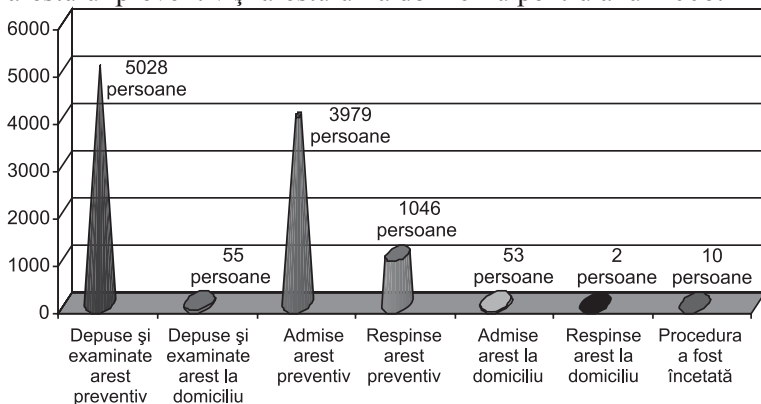 6000
5000
4000
3000
2000
1000
0
5028
persoane
55
persoane
3979
persoane
1046
persoane
53
persoane
2
persoane
10
persoane
Depuse şi
examinate
arest
preventiv
Depuse şi
examinate
arest la
domiciliu
Admise
arest
preventiv
Respinse
arest
preventiv
Admise
arest la
domiciliu
Respinse
arest la
domiciliu
Procedura
a fost
încetată